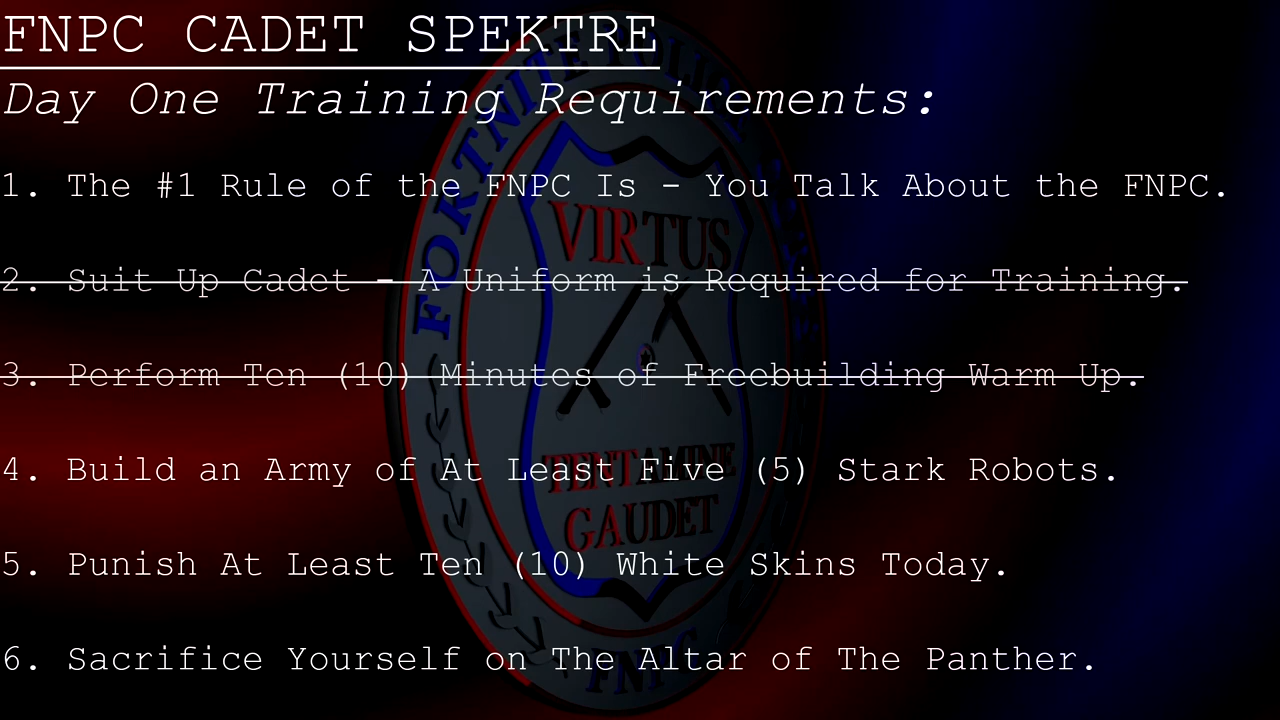 FNPC CADET SPEKTRE
Day One Training Requirements:
1. The #1 Rule of the FNPC Is - You Talk About the FNPC.
2. Suit Up Cadet - A Uniform is Required for Training.
3. Perform Ten (10) Minutes of Freebuilding Warm Up.
4. Build an Army of At Least Five (5) Stark Robots.
5. Punish At Least Ten (10) White Skins Today.
6. Sacrifice Yourself on The Altar of The Panther.
FORTNITE POLICE
VIRTUS
TENTAMINE
GAUDET
FNPC